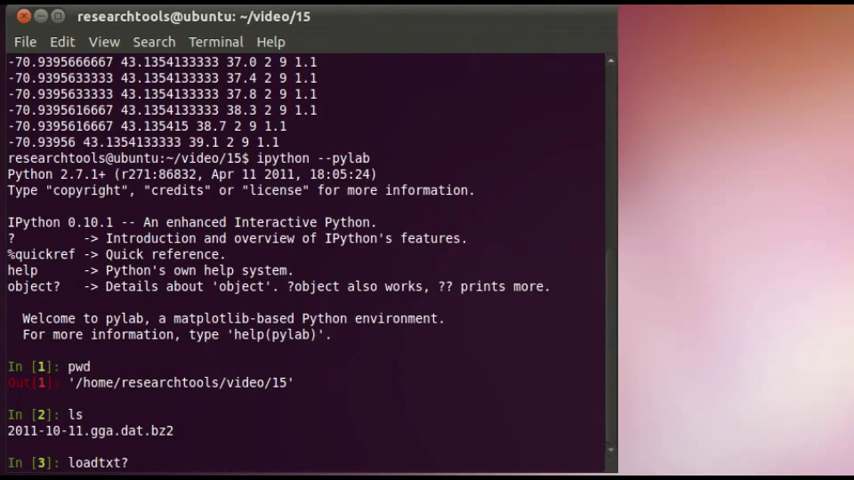 researchtools@ubuntu: ~/video/15
File Edit View Search Terminal Help
-70.9395666667 43.1354133333 37.0 2 9 1.1
-70.9395633333 43.1354133333 37.4 2 9 1.1
-70.9395633333 43.1354133333 37.8 2 9 1.1
-70.9395616667 43.1354133333 38.3 2 9 1.1
-70.9395616667 43.135415 38.7 2 9 1.1
-70.93956 43.1354133333 39.1 2 9 1.1
researchtools@ubuntu:~/video/15$ ipython --pylab
Python 2.7.1+ (r271:86832, Apr 11 2011, 18:05:24)
Type "copyright", "credits" or "license" for more information.
IPython 0.10.1 -- An enhanced Interactive Python.
? -> Introduction and overview of IPython's features.
%quickref -> Quick reference.
help -> Python's own help system.
object? -> Details about 'object'. ?object also works, ?? prints more.
Welcome to pylab, a matplotlib-based Python environment.
For more information, type 'help(pylab)'.
In [1]: pwd
Out[1]: '/home/researchtools/video/15'
In [2]: ls
2011-10-11.gga.dat.bz2
In [3]: loadtxt?